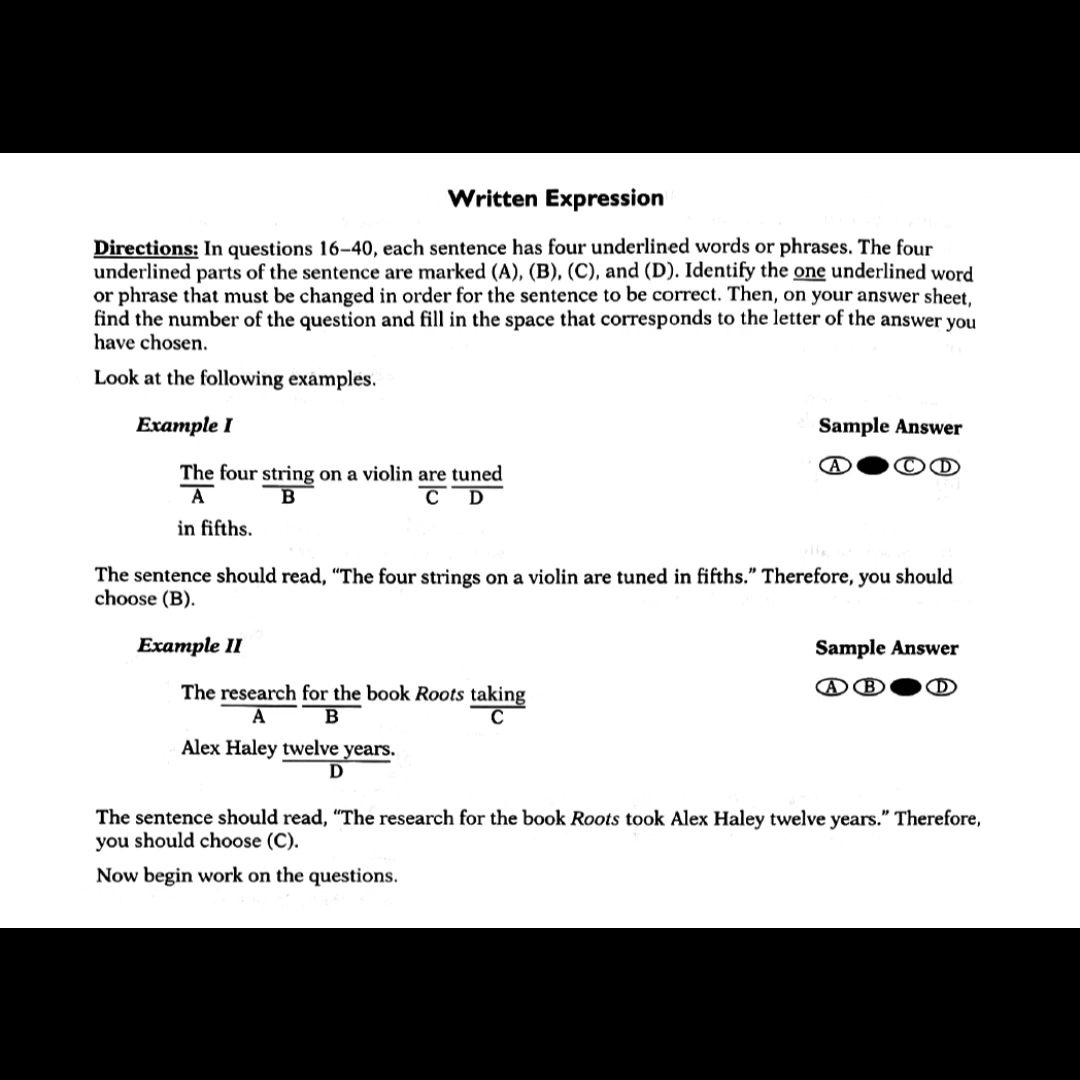 Written Expression
Directions: In questions 16–40, each sentence has four underlined words or phrases. The four
underlined parts of the sentence are marked (A), (B), (C), and (D). Identify the one underlined word
or phrase that must be changed in order for the sentence to be correct. Then, on your answer sheet,
find the number of the question and fill in the space that corresponds to the letter of the answer you
have chosen.
Look at the following examples.
Example I
Sample Answer
The four string on a violin are tuned
A B C D
A C D
in fifths.
The sentence should read, “The four strings on a violin are tuned in fifths.” Therefore, you should
choose (B).
Example II
Sample Answer
The research for the book Roots taking
A B C
A B D
Alex Haley twelve years.
D
The sentence should read, “The research for the book Roots took Alex Haley twelve years.” Therefore,
you should choose (C).
Now begin work on the questions.